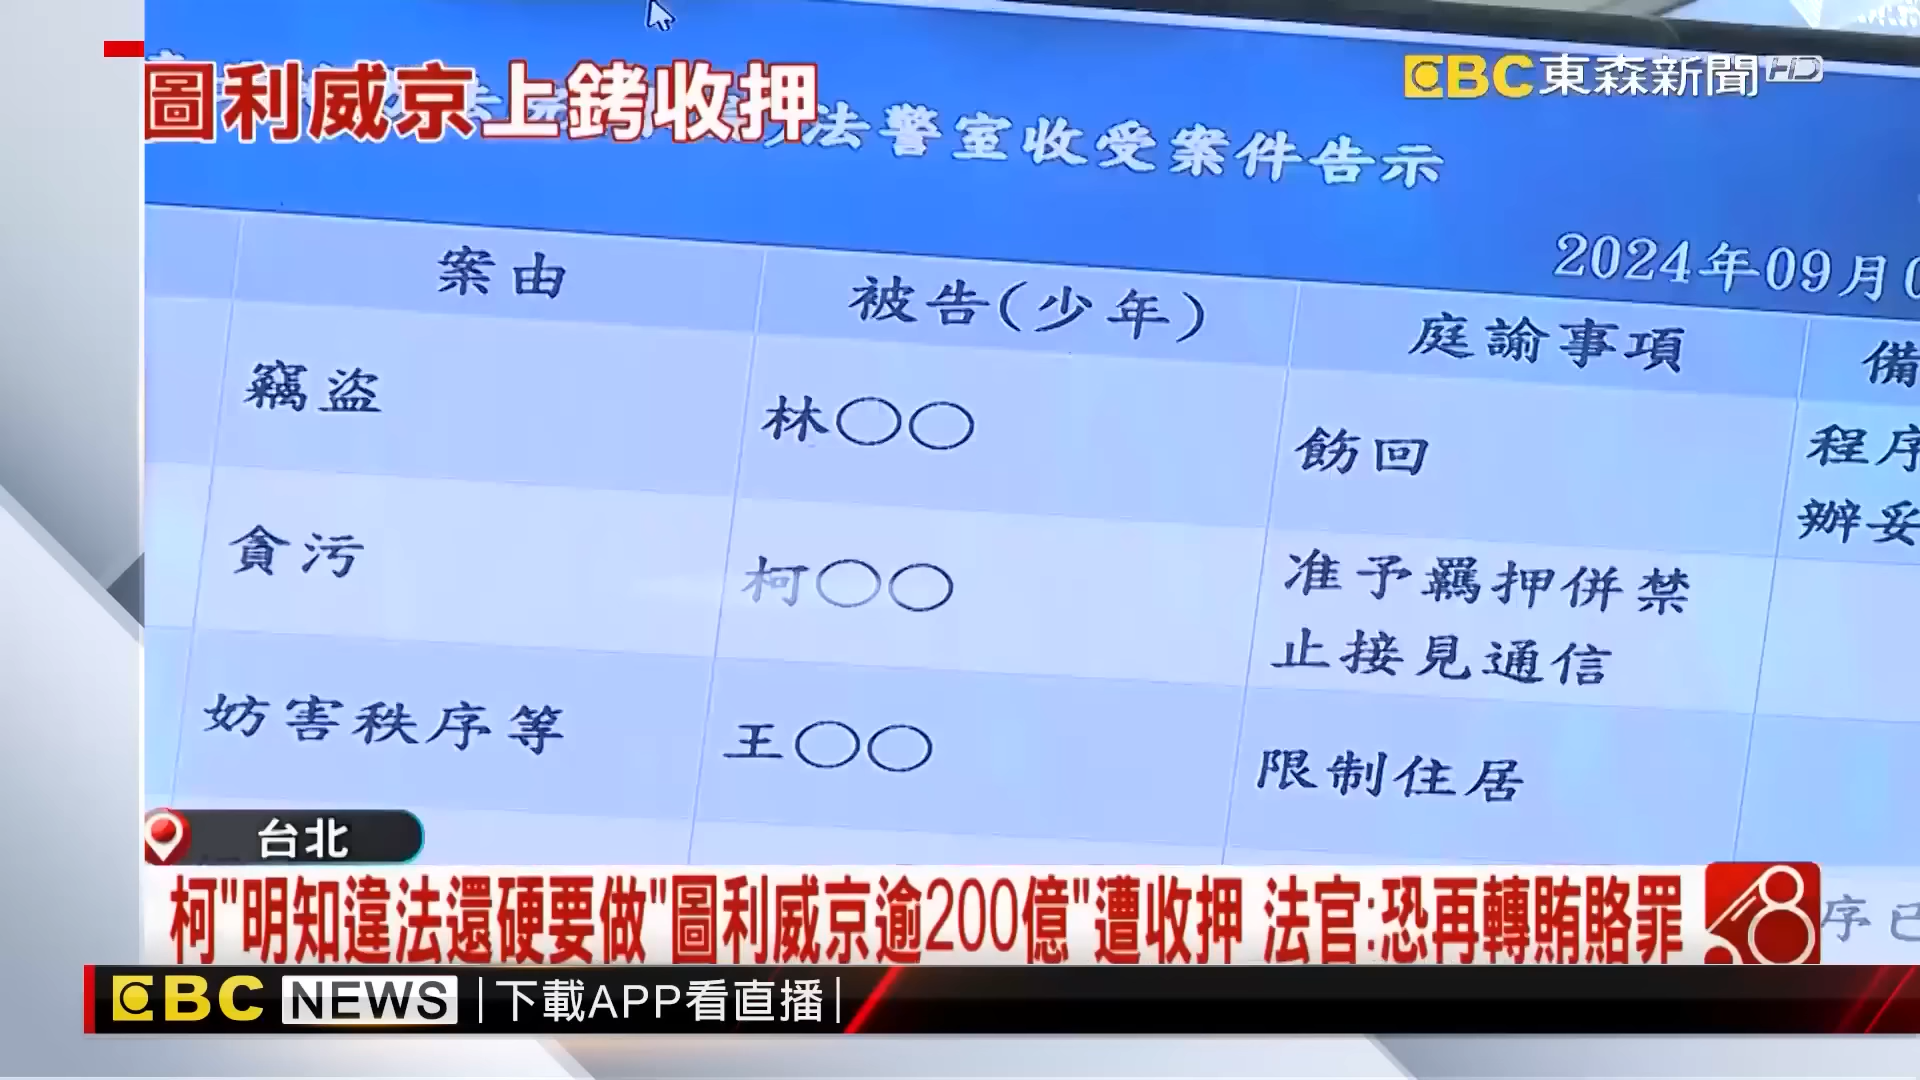 圖利威京上銬收押
EBC東森新聞HD
法警室收受案件告示
2024年09月0
案由 被告(少年) 庭諭事項 備
竊盜 林○○ 飭回 程序
辦妥
貪污 柯○○ 准予羈押併禁
止接見通信
妨害秩序等 王○○ 限制住居
台北
柯"明知違法還硬要做"圖利威京逾200億"遭收押 法官:恐再轉賄賂罪
序已
EBC NEWS |下載APP看直播|